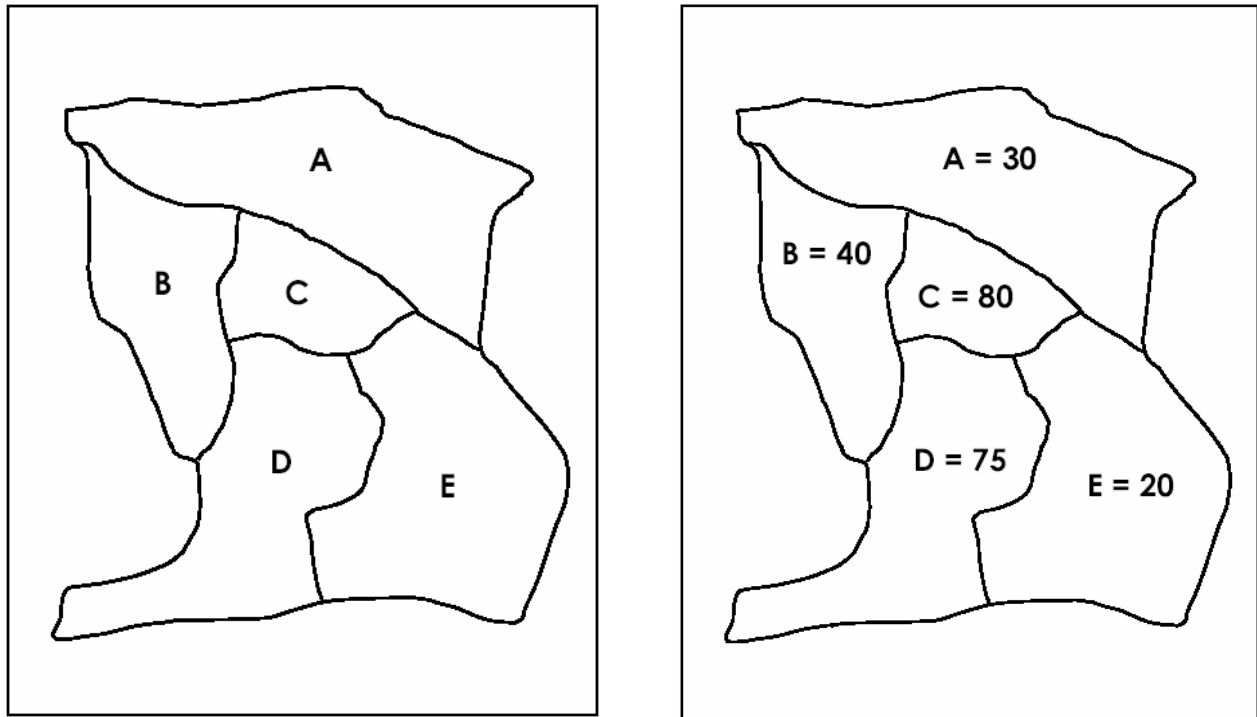 A
B
C
D
E
A = 30
B = 40
C = 80
D = 75
E = 20